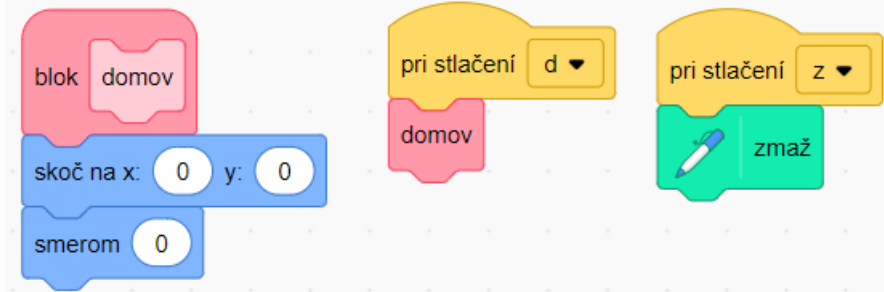 blok domov
skoč na x: 0 y: 0
smerom 0
pri stlačení d
domov
pri stlačení z
zmaž